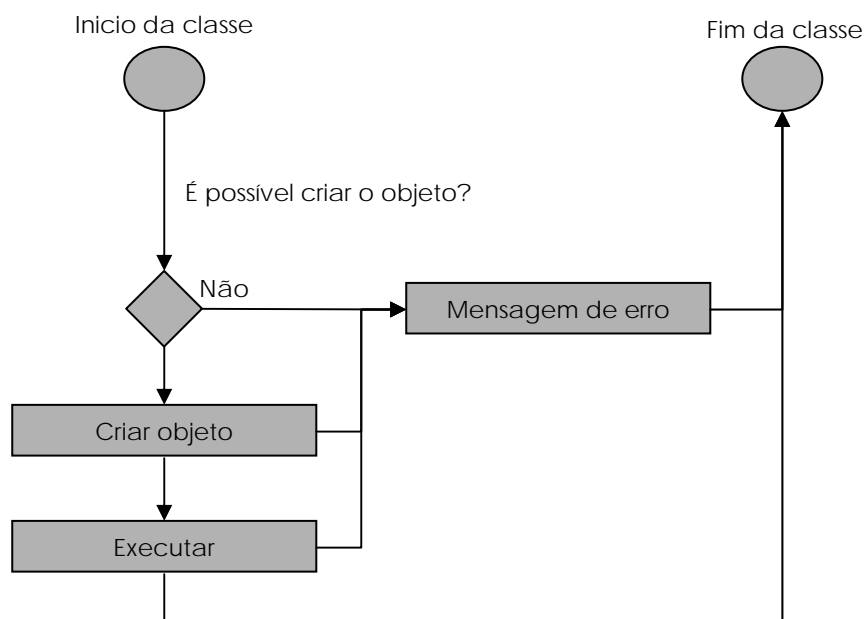 Inicio da classe
Fim da classe
É possível criar o objeto?
Não
Mensagem de erro
Criar objeto
Executar